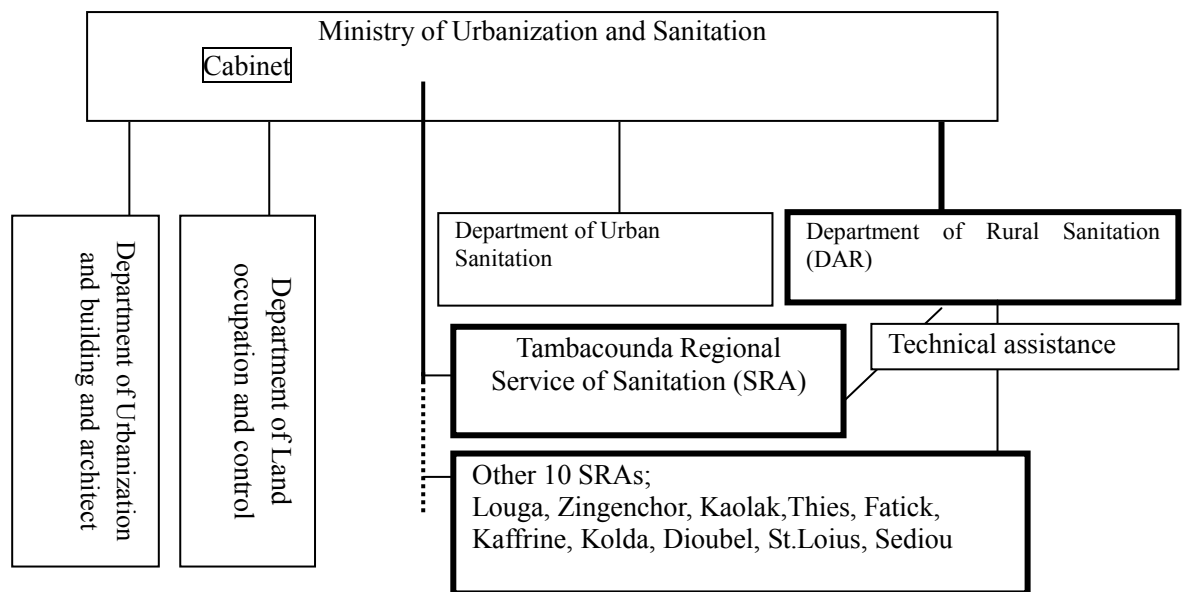 Ministry of Urbanization and Sanitation
Cabinet
Department of Urbanization
and building and architect
Department of Land
occupation and control
Department of Urban
Sanitation
Department of Rural Sanitation
(DAR)
Technical assistance
Tambacounda Regional
Service of Sanitation (SRA)
Other 10 SRAs;
Louga, Zingenchor, Kaolak,Thies, Fatick,
Kaffrine, Kolda, Dioubel, St.Loius, Sediou